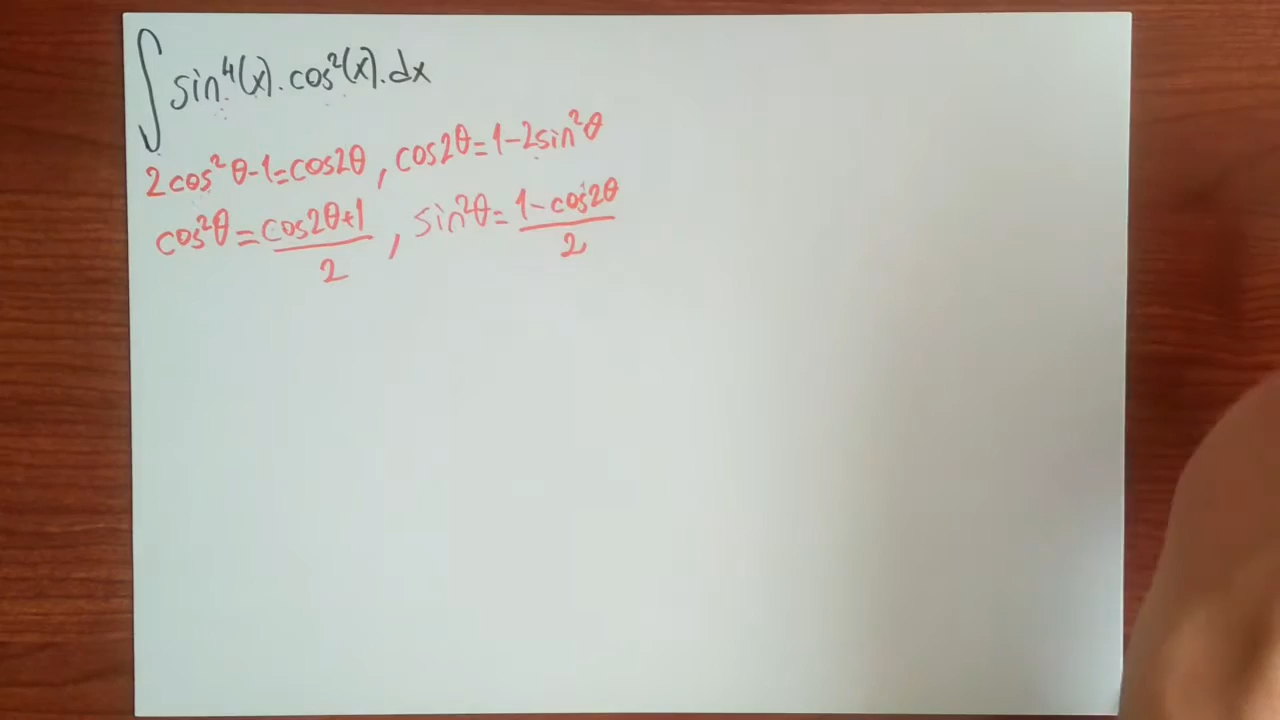 ∫ sin⁴(x).cos²(x).dx
2cos²θ-1=cos2θ, cos2θ=1-2sin²θ
cos²θ=(cos2θ+1)/2, sin²θ=(1-cos2θ)/2